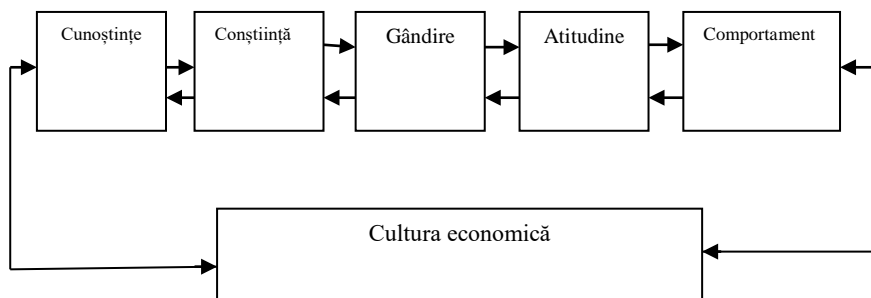 Cunoștințe
Conștiință
Gândire
Atitudine
Comportament
Cultura economică